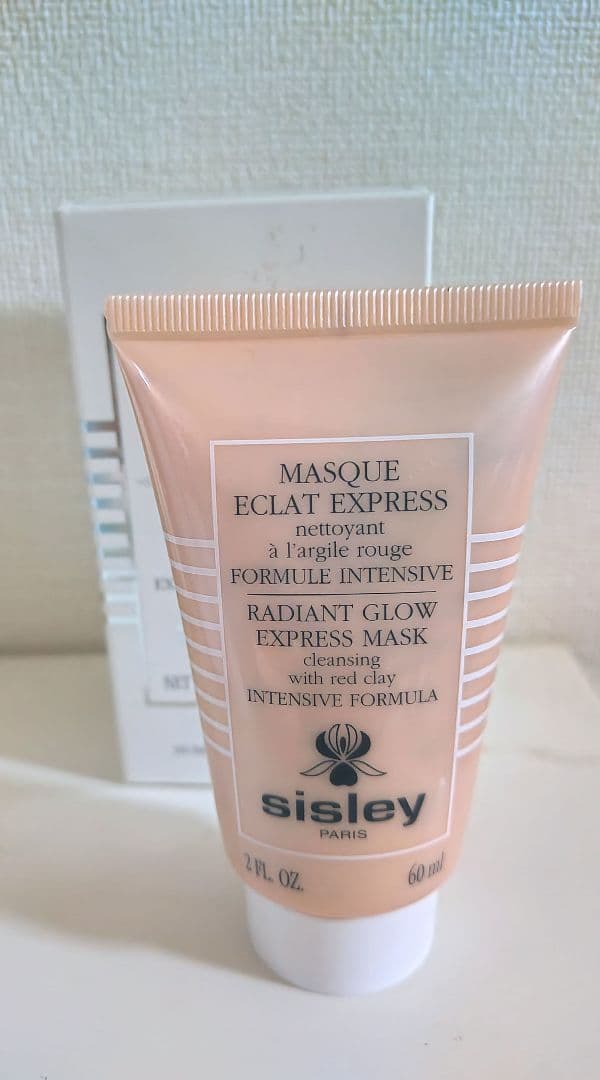 MASQUE
ECLAT EXPRESS
nettoyant
à l'argile rouge
FORMULE INTENSIVE
RADIANT GLOW
EXPRESS MASK
cleansing
with red clay
INTENSIVE FORMULA
sisley
PARIS
2 FL. OZ.
60 ml